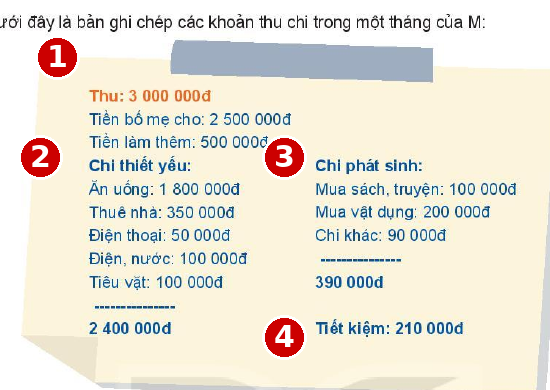 ưới đây là bản ghi chép các khoản thu chi trong một tháng của M:
1
Thu: 3 000 000đ
Tiền bố mẹ cho: 2 500 000đ
Tiền làm thêm: 500 000đ
2
Chi thiết yếu:
Ăn uống: 1 800 000đ
Thuê nhà: 350 000đ
Điện thoại: 50 000đ
Điện, nước: 100 000đ
Tiêu vặt: 100 000đ
---------------
2 400 000đ
3
Chi phát sinh:
Mua sách, truyện: 100 000đ
Mua vật dụng: 200 000đ
Chi khác: 90 000đ
---------------
390 000đ
4
Tiết kiệm: 210 000đ